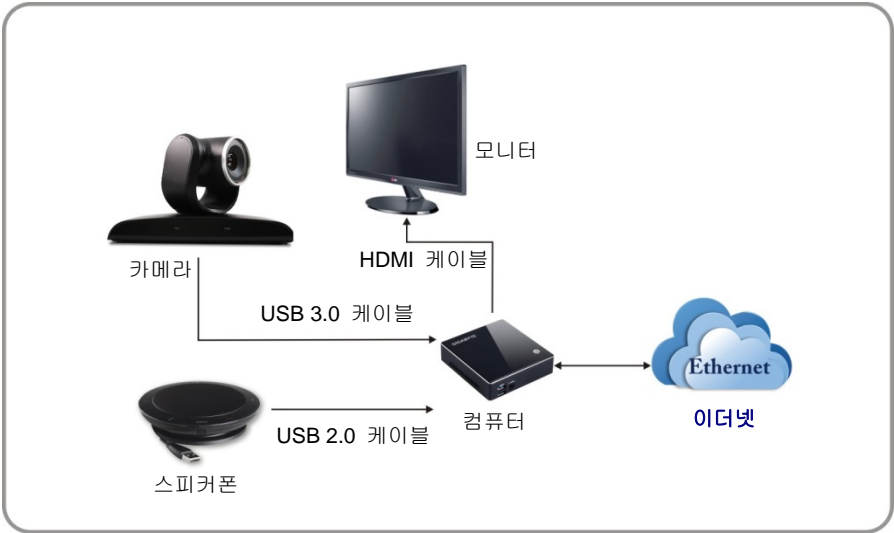 모니터
카메라
HDMI 케이블
USB 3.0 케이블
GIGABYTE
Ethernet
컴퓨터
이더넷
USB 2.0 케이블
스피커폰